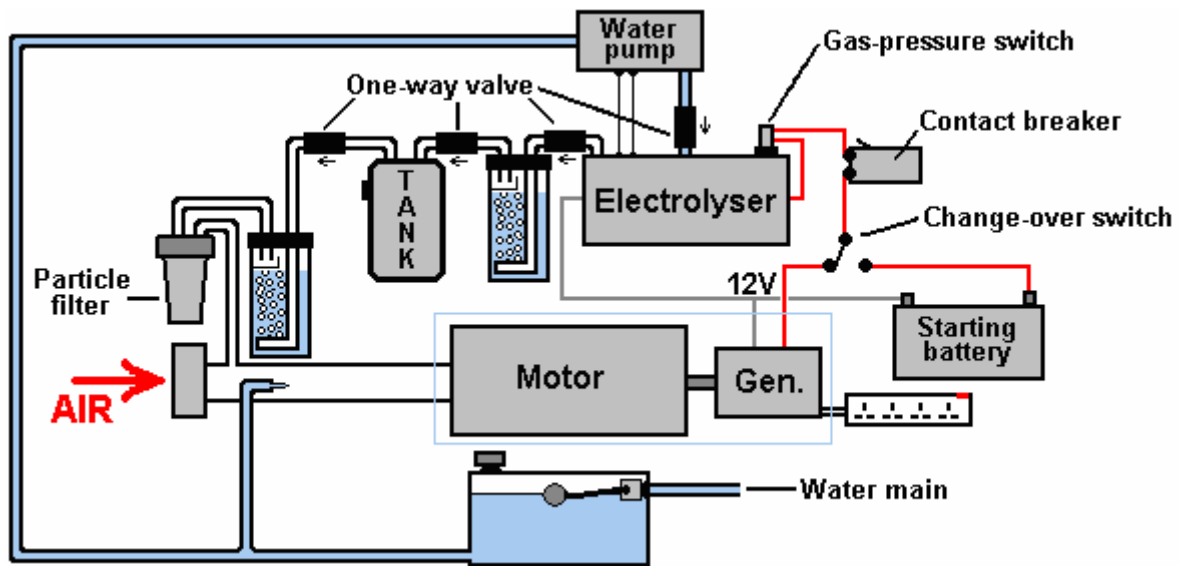 Water
pump
Gas-pressure switch
One-way valve
Contact breaker
TANK
Electrolyser
Change-over switch
Particle
filter
12V
Starting
battery
Motor
Gen.
AIR
Water main